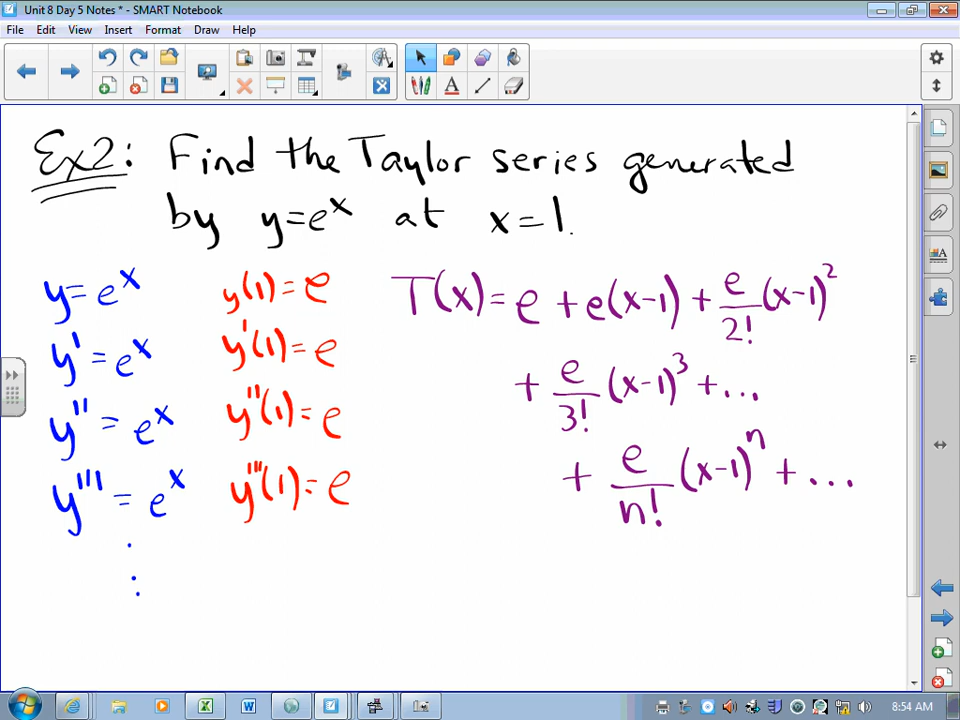 Unit 8 Day 5 Notes * - SMART Notebook
File Edit View Insert Format Draw Help
Ex2: Find the Taylor series generated
by y=e^x at x=1.
y=e^x
y' = e^x
y'' = e^x
y''' = e^x
⋮
y(1) = e
y'(1) = e
y''(1) = e
y'''(1) = e
T(x) = e + e(x-1) + e/2! (x-1)^2
+ e/3! (x-1)^3 + ...
+ e/n! (x-1)^n + ...
8:54 AM